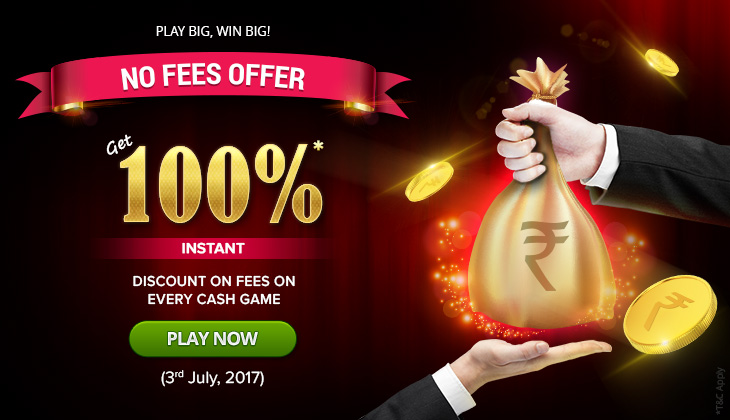 PLAY BIG, WIN BIG!
NO FEES OFFER
Get
100%*
INSTANT
DISCOUNT ON FEES ON
EVERY CASH GAME
PLAY NOW
(3rd July, 2017)
₹
₹
*T&C Apply